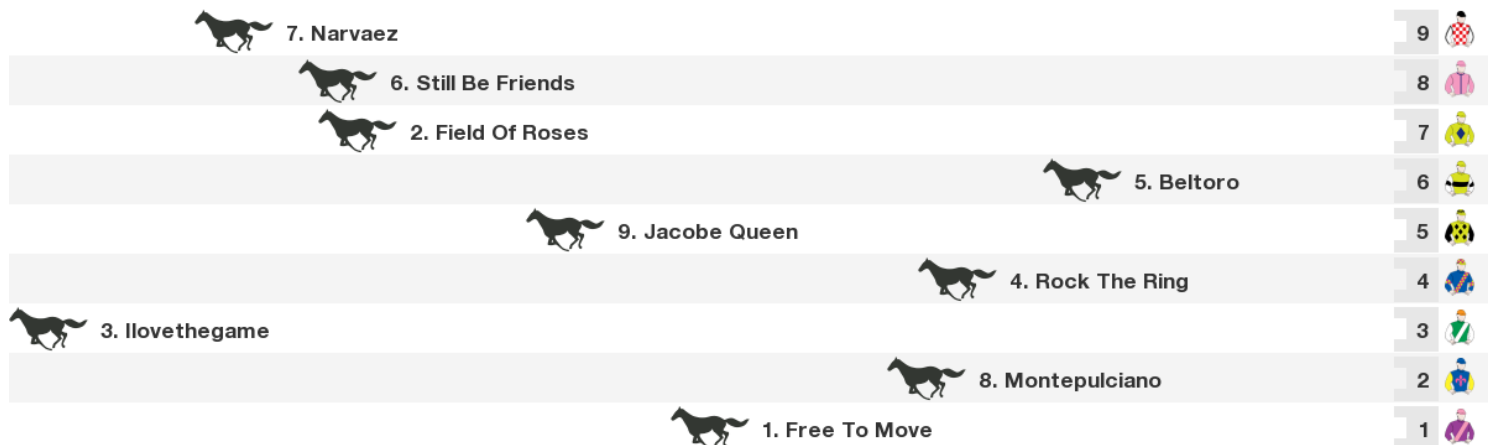 7. Narvaez 9
6. Still Be Friends 8
2. Field Of Roses 7
5. Beltoro 6
9. Jacobe Queen 5
4. Rock The Ring 4
3. Ilovethegame 3
8. Montepulciano 2
1. Free To Move 1